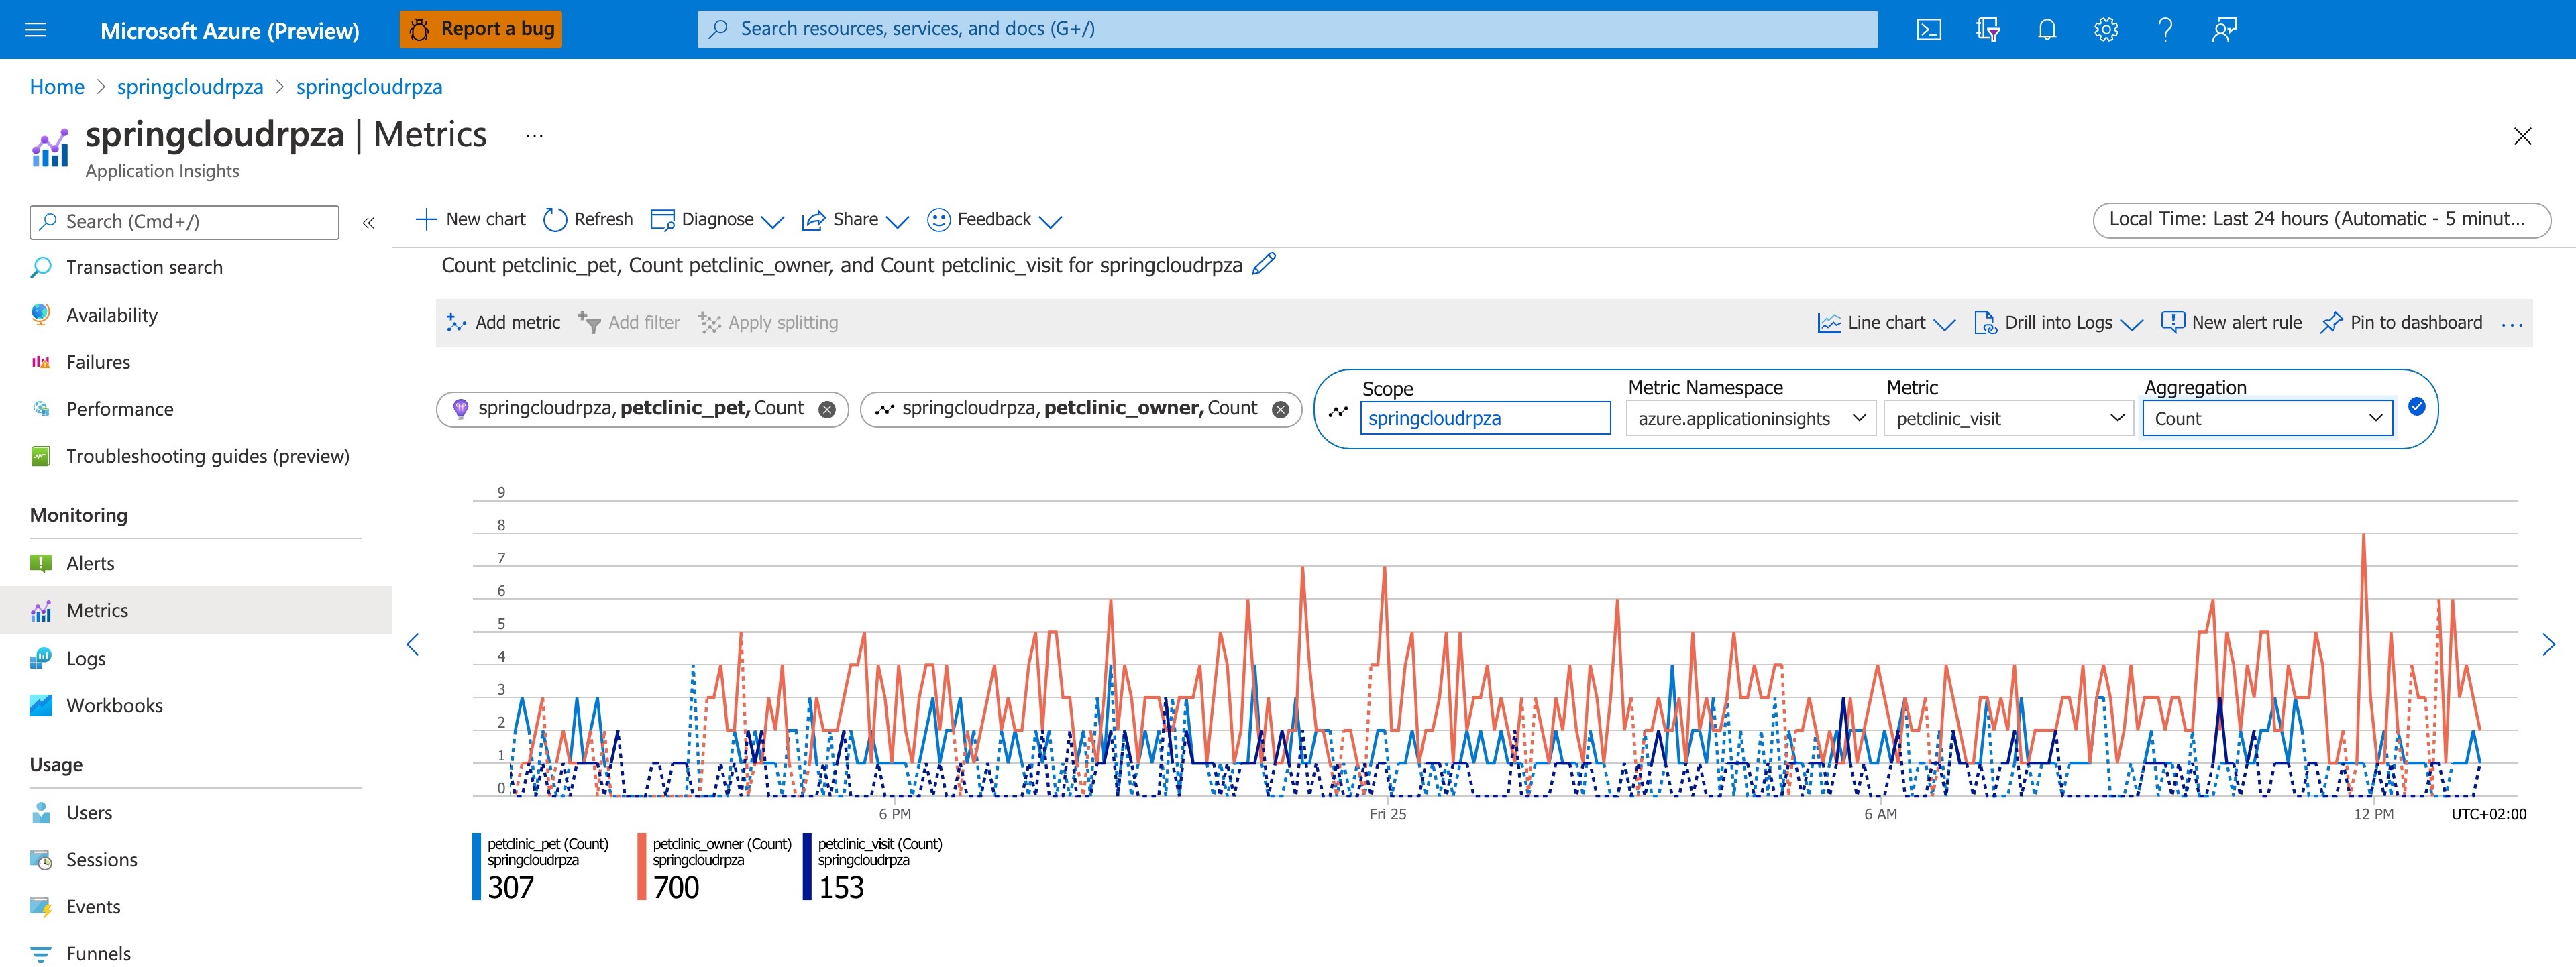 Microsoft Azure (Preview)
Report a bug
Search resources, services, and docs (G+/)
Home > springcloudrpza > springcloudrpza
springcloudrpza | Metrics ...
Application Insights
Search (Cmd+/)
«
Transaction search
Availability
Failures
Performance
Troubleshooting guides (preview)
Monitoring
Alerts
Metrics
Logs
Workbooks
Usage
Users
Sessions
Events
Funnels
New chart
Refresh
Diagnose
Share
Feedback
Local Time: Last 24 hours (Automatic - 5 minut...
Count petclinic_pet, Count petclinic_owner, and Count petclinic_visit for springcloudrpza
Add metric
Add filter
Apply splitting
Line chart
Drill into Logs
New alert rule
Pin to dashboard
...
springcloudrpza, petclinic_pet, Count
springcloudrpza, petclinic_owner, Count
Scope
springcloudrpza
Metric Namespace
azure.applicationinsights
Metric
petclinic_visit
Aggregation
Count
9
8
7
6
5
4
3
2
1
0
6 PM
Fri 25
6 AM
12 PM
UTC+02:00
petclinic_pet (Count)
springcloudrpza
307
petclinic_owner (Count)
springcloudrpza
700
petclinic_visit (Count)
springcloudrpza
153